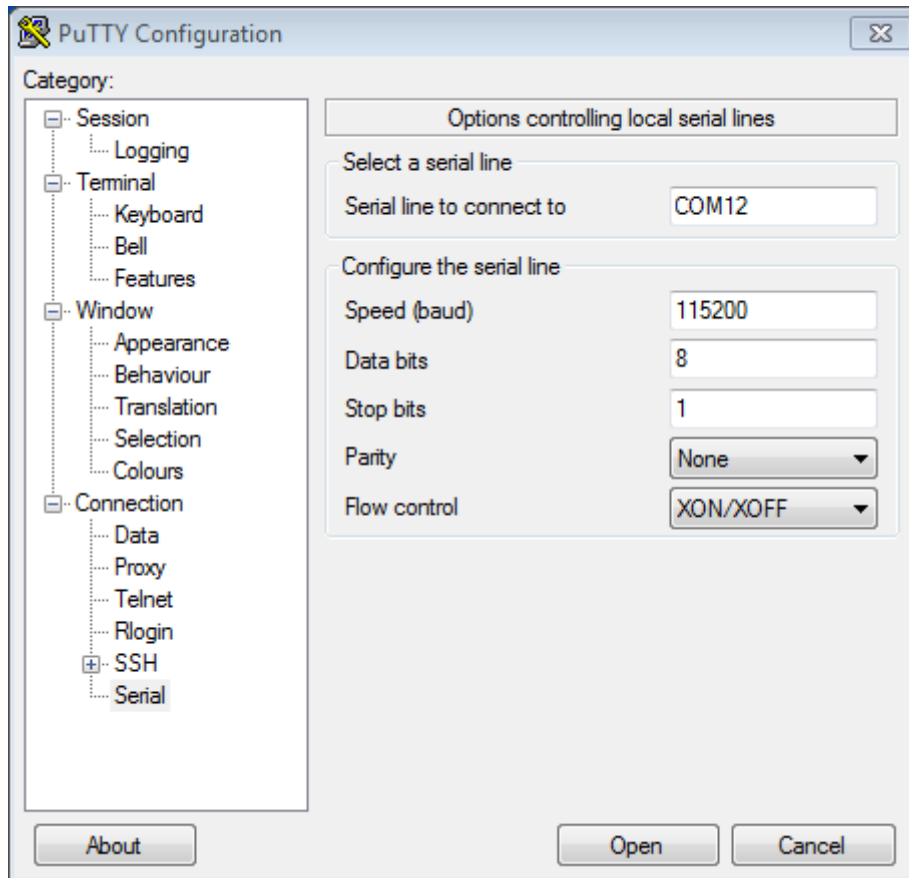 PuTTY Configuration
Category:
Session
Logging
Terminal
Keyboard
Bell
Features
Window
Appearance
Behaviour
Translation
Selection
Colours
Connection
Data
Proxy
Telnet
Rlogin
SSH
Serial
Options controlling local serial lines
Select a serial line
Serial line to connect to COM12
Configure the serial line
Speed (baud) 115200
Data bits 8
Stop bits 1
Parity None
Flow control XON/XOFF
About Open Cancel